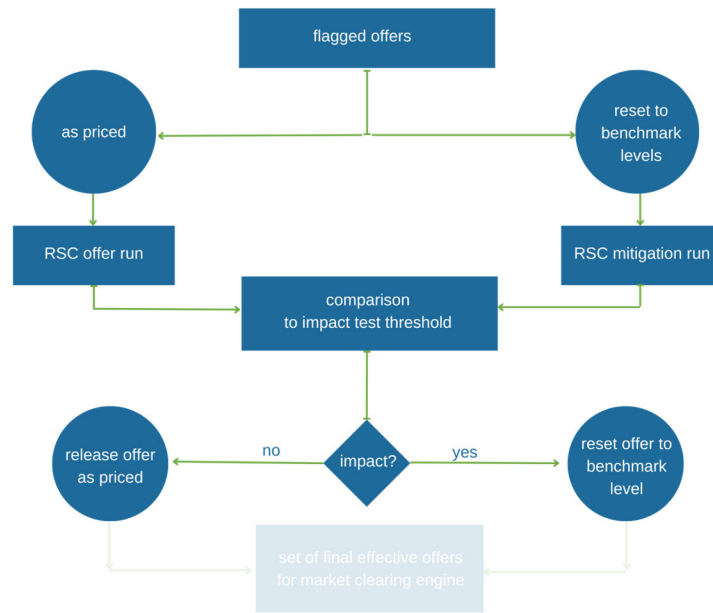 flagged offers
as priced
reset to
benchmark
levels
RSC offer run
RSC mitigation run
comparison
to impact test threshold
release offer
as priced
no
impact?
yes
reset offer to
benchmark
level
set of final effective offers
for market clearing engine